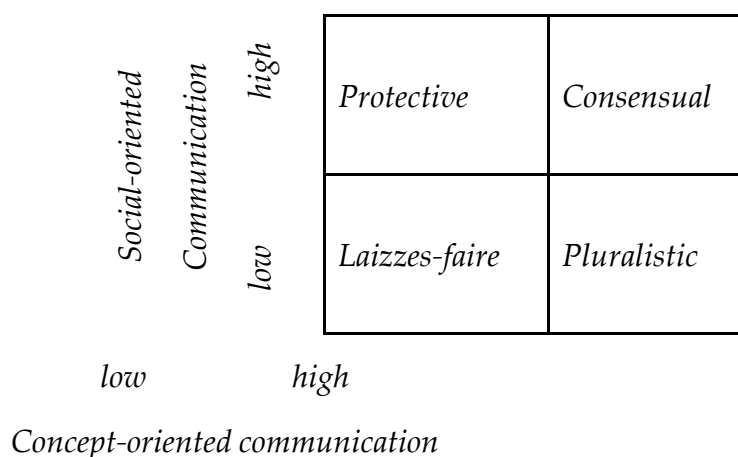 Social-oriented
Communication
high
low
Protective
Consensual
Laizzes-faire
Pluralistic
low high
Concept-oriented communication